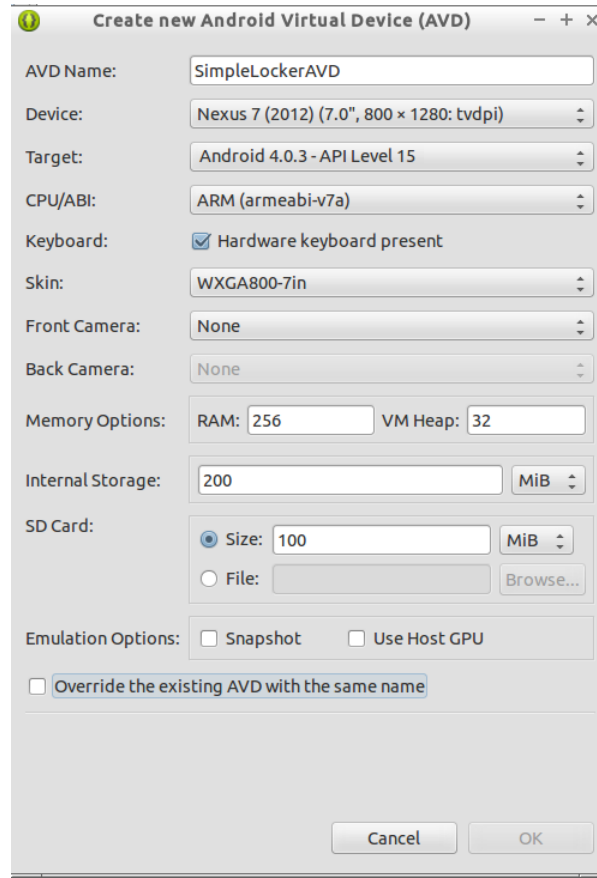 Create new Android Virtual Device (AVD)
AVD Name: SimpleLockerAVD
Device: Nexus 7 (2012) (7.0", 800 × 1280: tvdpi)
Target: Android 4.0.3 - API Level 15
CPU/ABI: ARM (armeabi-v7a)
Keyboard: Hardware keyboard present
Skin: WXGA800-7in
Front Camera: None
Back Camera: None
Memory Options: RAM: 256 VM Heap: 32
Internal Storage: 200 MiB
SD Card:
Size: 100 MiB
File: Browse...
Emulation Options: Snapshot Use Host GPU
Override the existing AVD with the same name
Cancel OK